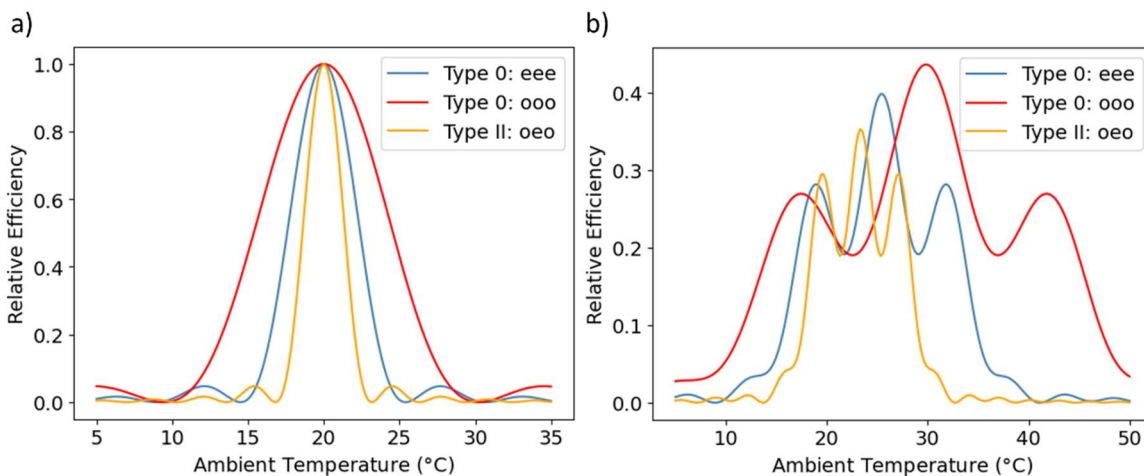 a)
1.0
0.8
0.6
0.4
0.2
0.0
Relative Efficiency
5 10 15 20 25 30 35
Ambient Temperature (°C)
Type 0: eee
Type 0: ooo
Type II: oeo
b)
0.4
0.3
0.2
0.1
0.0
Relative Efficiency
10 20 30 40 50
Ambient Temperature (°C)
Type 0: eee
Type 0: ooo
Type II: oeo